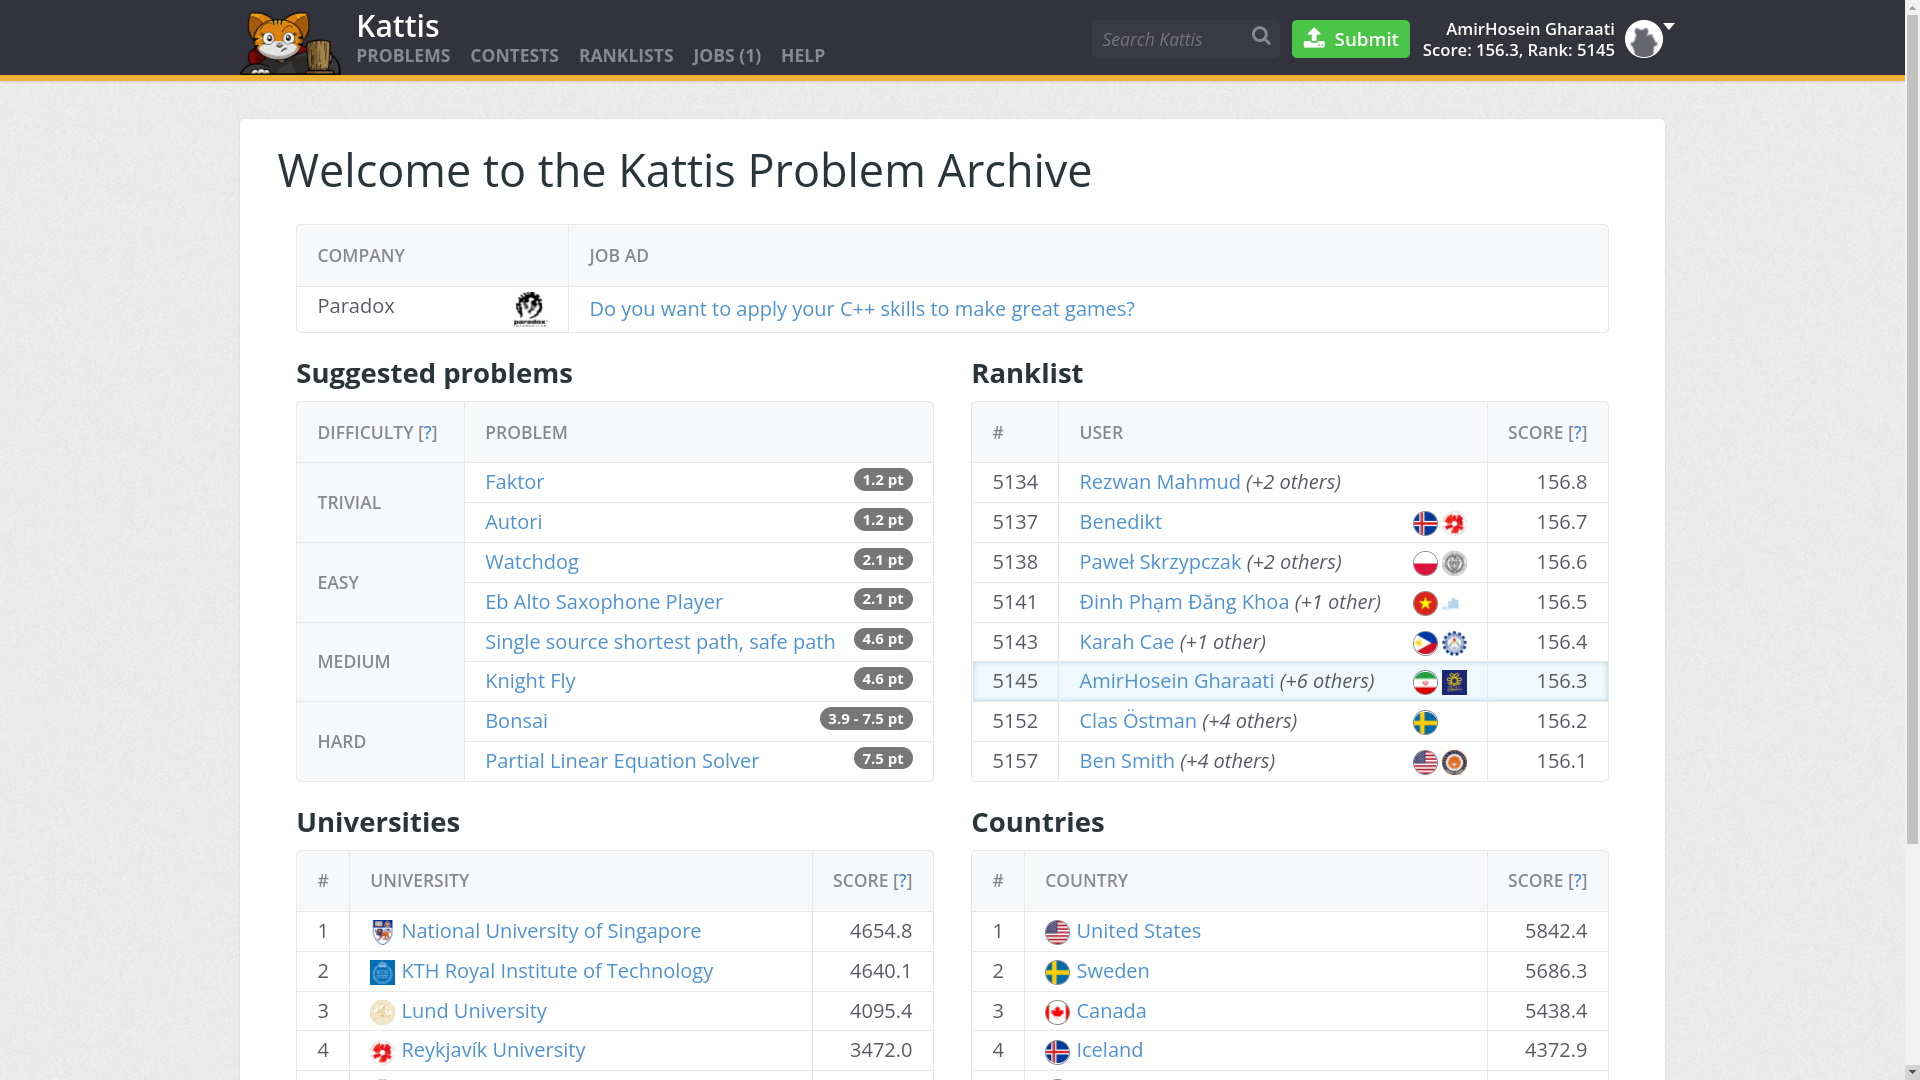 Kattis
PROBLEMS CONTESTS RANKLISTS JOBS (1) HELP
Search Kattis
Submit
AmirHosein Gharaati
Score: 156.3, Rank: 5145
Welcome to the Kattis Problem Archive
COMPANY JOB AD
Paradox Do you want to apply your C++ skills to make great games?
Suggested problems
DIFFICULTY [?] PROBLEM
TRIVIAL
Faktor 1.2 pt
Autori 1.2 pt
EASY
Watchdog 2.1 pt
Eb Alto Saxophone Player 2.1 pt
MEDIUM
Single source shortest path, safe path 4.6 pt
Knight Fly 4.6 pt
HARD
Bonsai 3.9 - 7.5 pt
Partial Linear Equation Solver 7.5 pt
Ranklist
# USER SCORE [?]
5134 Rezwan Mahmud (+2 others) 156.8
5137 Benedikt 156.7
5138 Paweł Skrzypczak (+2 others) 156.6
5141 Đinh Phạm Đăng Khoa (+1 other) 156.5
5143 Karah Cae (+1 other) 156.4
5145 AmirHosein Gharaati (+6 others) 156.3
5152 Clas Östman (+4 others) 156.2
5157 Ben Smith (+4 others) 156.1
Universities
# UNIVERSITY SCORE [?]
1 National University of Singapore 4654.8
2 KTH Royal Institute of Technology 4640.1
3 Lund University 4095.4
4 Reykjavík University 3472.0
Countries
# COUNTRY SCORE [?]
1 United States 5842.4
2 Sweden 5686.3
3 Canada 5438.4
4 Iceland 4372.9